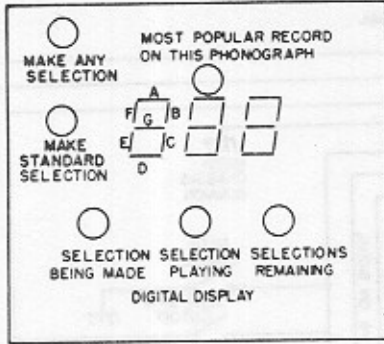 MOST POPULAR RECORD
ON THIS PHONOGRAPH
MAKE ANY
SELECTION
A
F B
G
E C
D
MAKE
STANDARD
SELECTION
SELECTION
BEING MADE
SELECTION
PLAYING
SELECTIONS
REMAINING
DIGITAL DISPLAY